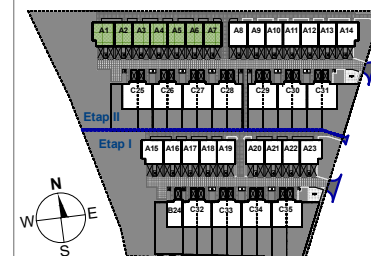 A1 A2 A3 A4 A5 A6 A7 A8 A9 A10 A11 A12 A13 A14
C25 C26 C27 C28 C29 C30 C31
Etap II
Etap I
A15 A16 A17 A18 A19 A20 A21 A22 A23
B24 C32 C33 C34 C35
N
W E
S